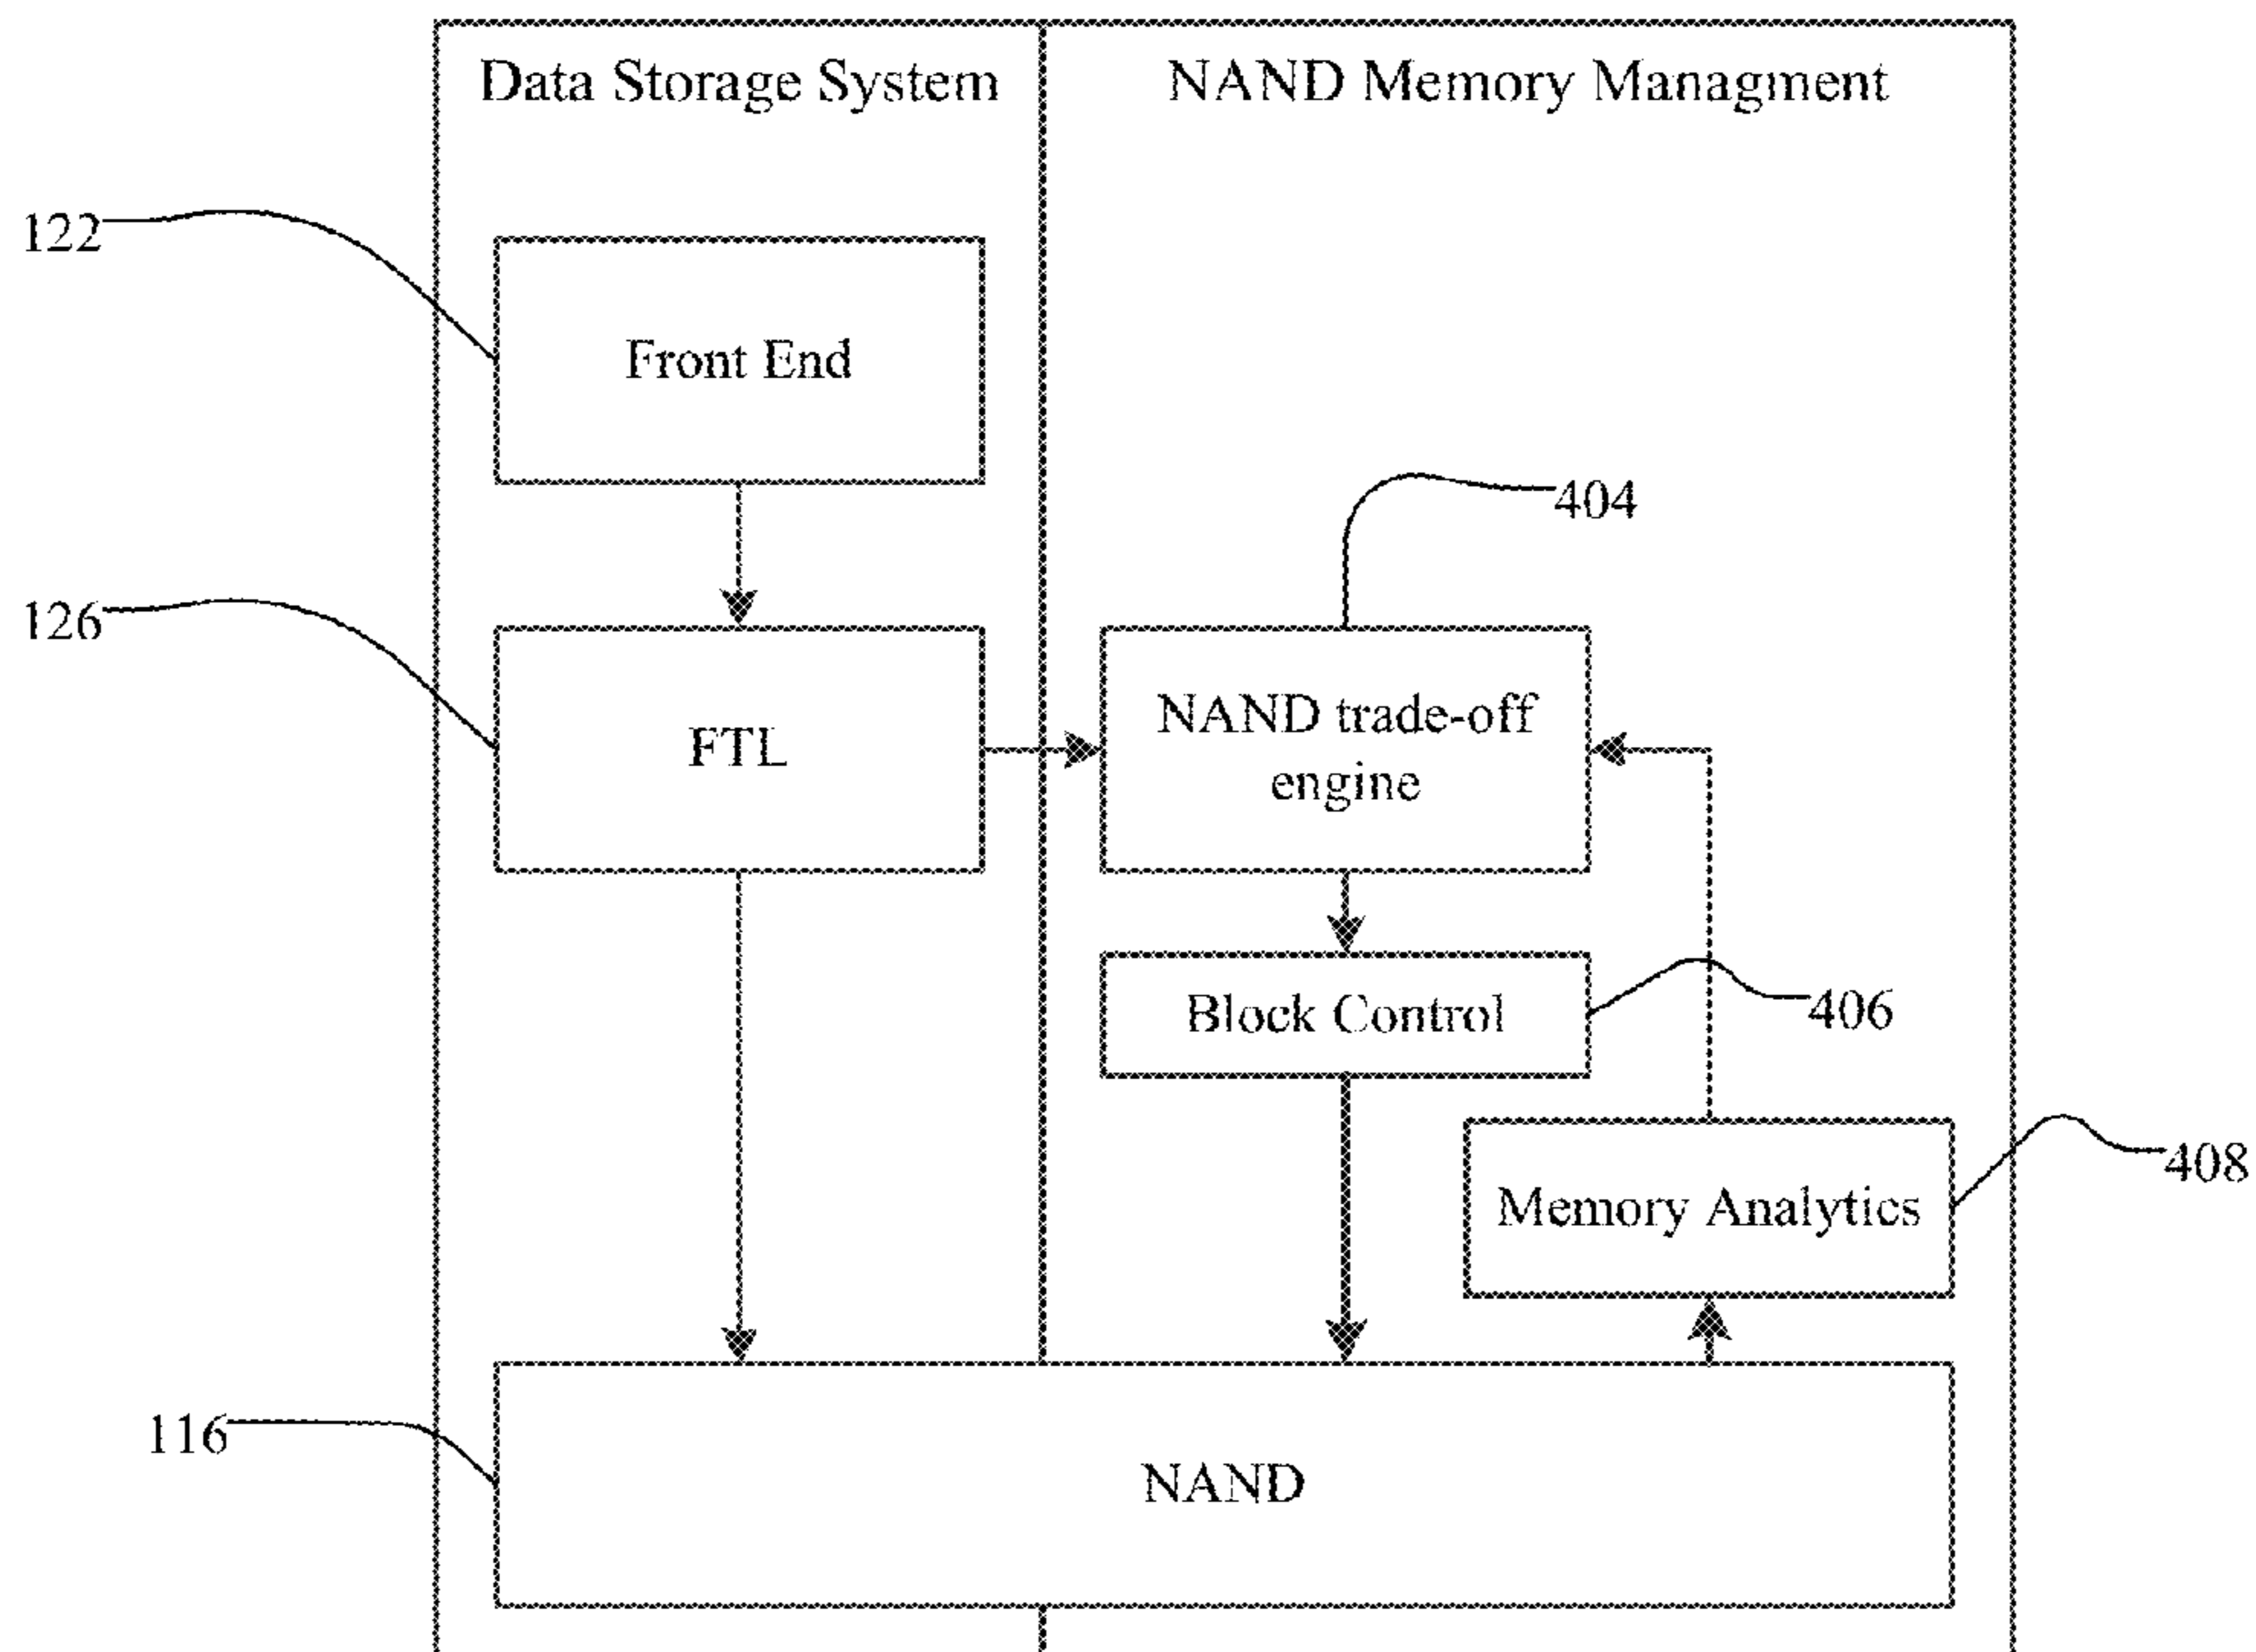 Data Storage System
NAND Memory Managment
122
Front End
404
126
FTL
NAND trade-off
engine
Block Control
406
Memory Analytics
408
116
NAND